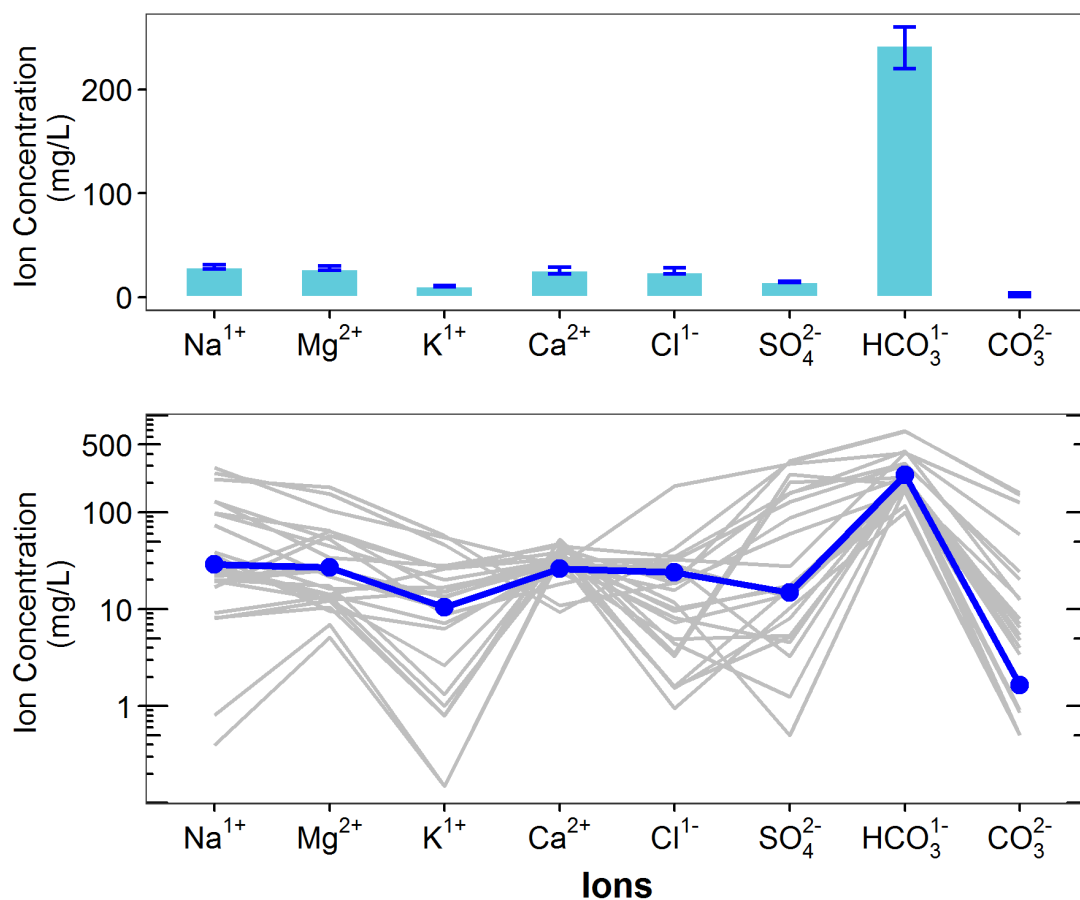 Ion Concentration
(mg/L)
200
100
0
Na¹⁺ Mg²⁺ K¹⁺ Ca²⁺ Cl¹⁻ SO₄²⁻ HCO₃¹⁻ CO₃²⁻
Ion Concentration
(mg/L)
500
100
10
1
Na¹⁺ Mg²⁺ K¹⁺ Ca²⁺ Cl¹⁻ SO₄²⁻ HCO₃¹⁻ CO₃²⁻
Ions